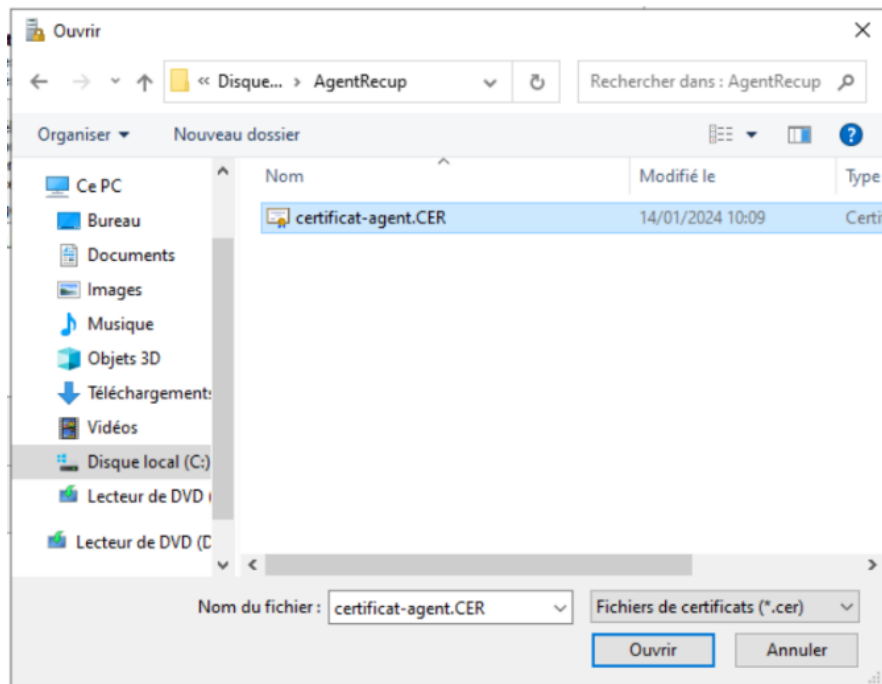 Ouvrir
« Disque... › AgentRecup
Rechercher dans : AgentRecup
Organiser
Nouveau dossier
Nom
Modifié le
Type
certificat-agent.CER
14/01/2024 10:09
Certi
Ce PC
Bureau
Documents
Images
Musique
Objets 3D
Téléchargements
Vidéos
Disque local (C:)
Lecteur de DVD (
Lecteur de DVD (D
Nom du fichier :
certificat-agent.CER
Fichiers de certificats (*.cer)
Ouvrir
Annuler